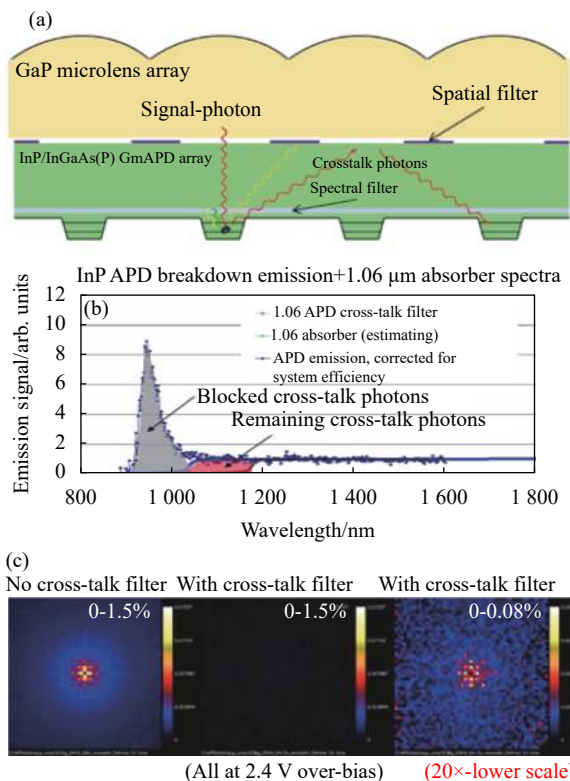 (a)
GaP microlens array
Signal-photon
Spatial filter
InP/InGaAs(P) GmAPD array
Crosstalk photons
Spectral filter
InP APD breakdown emission+1.06 μm absorber spectra
(b)
12
10
8
6
4
2
0
Emission signal/arb. units
1.06 APD cross-talk filter
1.06 absorber (estimating)
APD emission, corrected for
system efficiency
Blocked cross-talk photons
Remaining cross-talk photons
800 1 000 1 200 1 400 1 600 1 800
Wavelength/nm
(c)
No cross-talk filter With cross-talk filter With cross-talk filter
0-1.5% 0-1.5% 0-0.08%
(All at 2.4 V over-bias) (20×-lower scale)